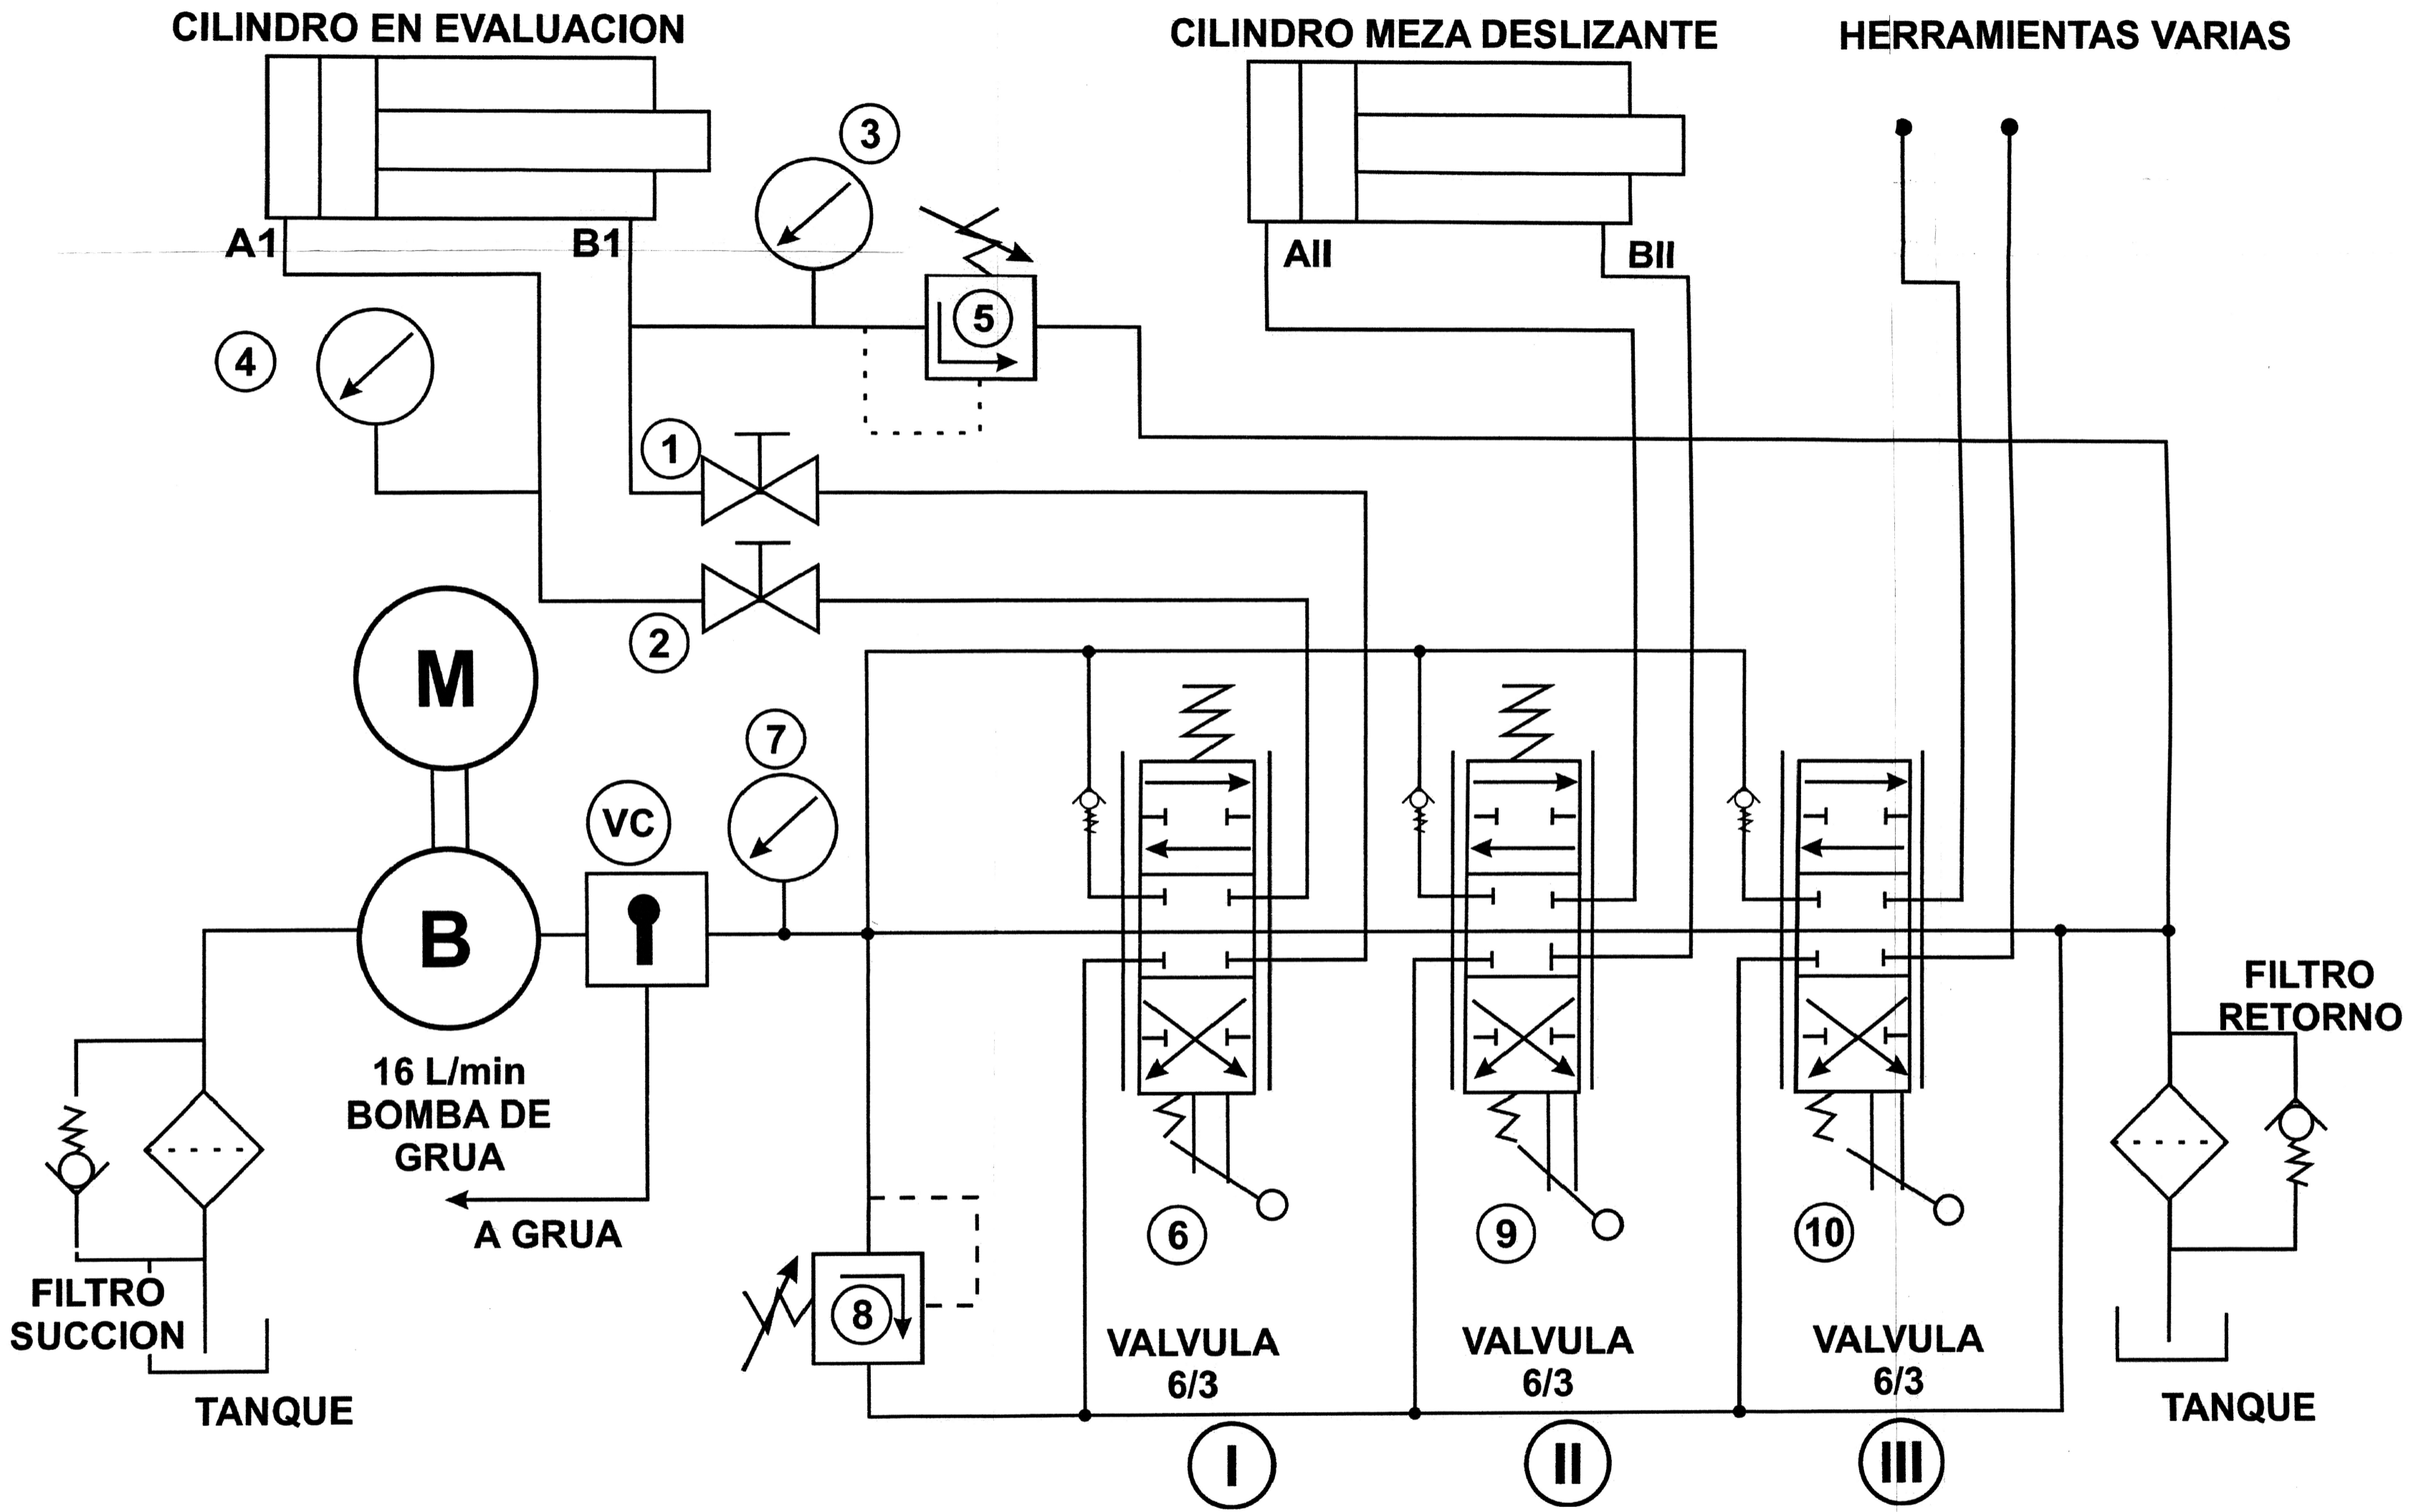 CILINDRO EN EVALUACION
CILINDRO MEZA DESLIZANTE
HERRAMIENTAS VARIAS
3
A1
B1
AII
BII
5
4
1
2
M
7
VC
B
16 L/min
BOMBA DE
GRUA
A GRUA
FILTRO
RETORNO
6
9
10
8
FILTRO
SUCCION
VALVULA
6/3
VALVULA
6/3
VALVULA
6/3
TANQUE
TANQUE
I
II
III